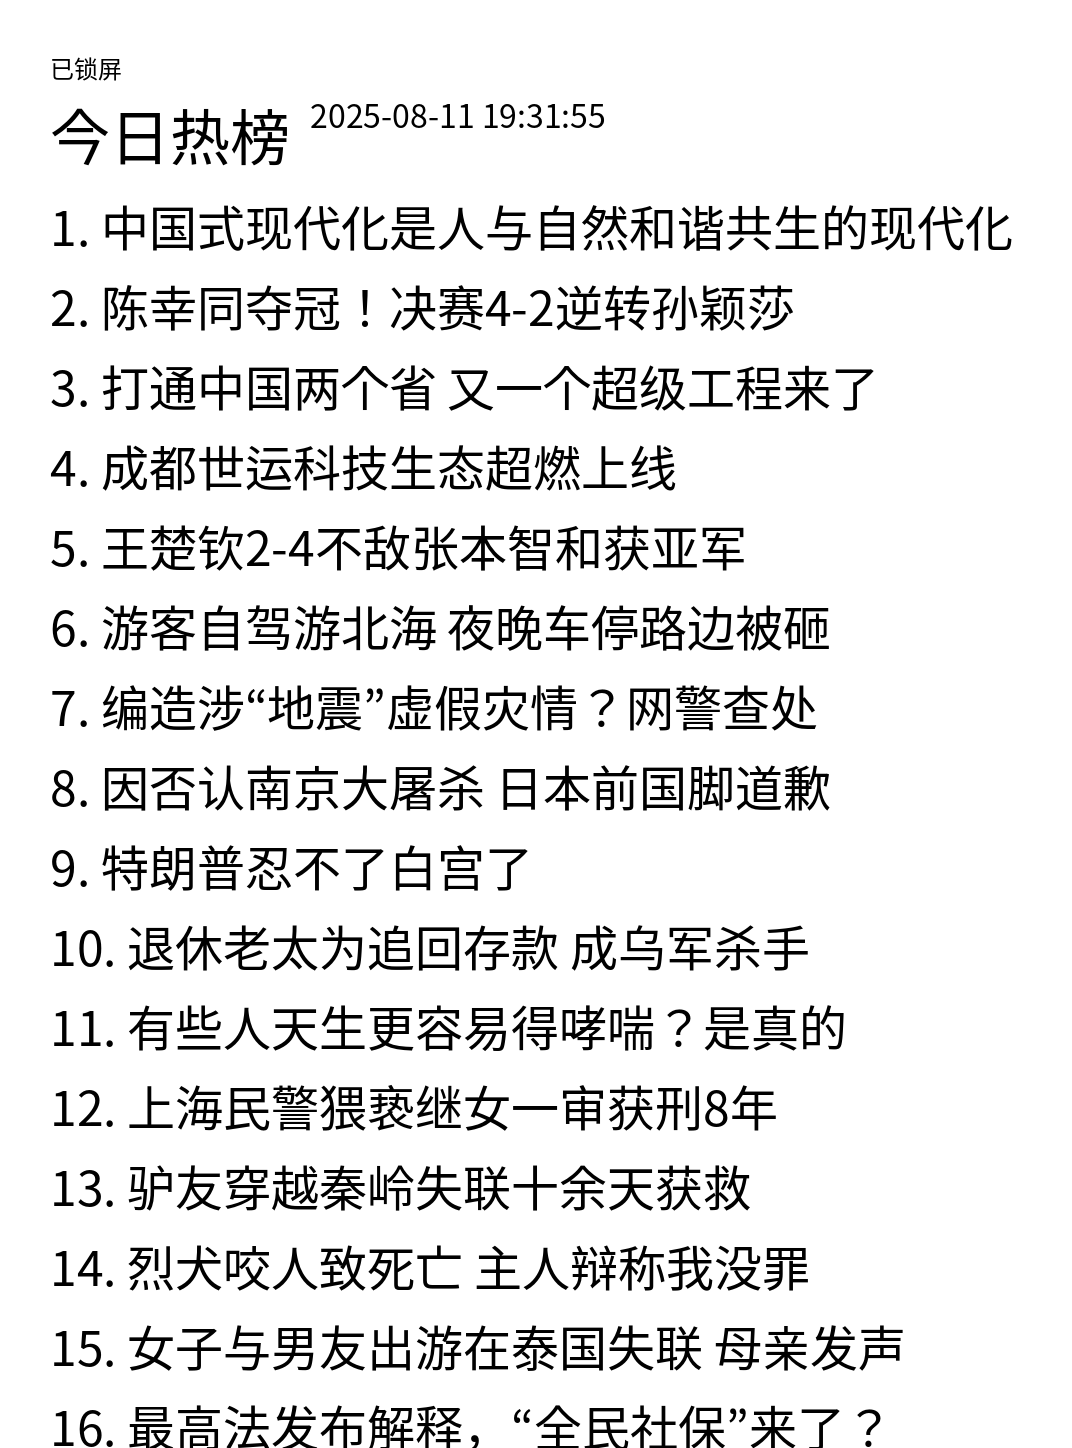 已锁屏
今日热榜 2025-08-11 19:31:55
1. 中国式现代化是人与自然和谐共生的现代化
2. 陈幸同夺冠！决赛4-2逆转孙颖莎
3. 打通中国两个省 又一个超级工程来了
4. 成都世运科技生态超燃上线
5. 王楚钦2-4不敌张本智和获亚军
6. 游客自驾游北海 夜晚车停路边被砸
7. 编造涉“地震”虚假灾情？网警查处
8. 因否认南京大屠杀 日本前国脚道歉
9. 特朗普忍不了白宫了
10. 退休老太为追回存款 成乌军杀手
11. 有些人天生更容易得哮喘？是真的
12. 上海民警猥亵继女一审获刑8年
13. 驴友穿越秦岭失联十余天获救
14. 烈犬咬人致死亡 主人辩称我没罪
15. 女子与男友出游在泰国失联 母亲发声
16. 最高法发布解释，“全民社保”来了？